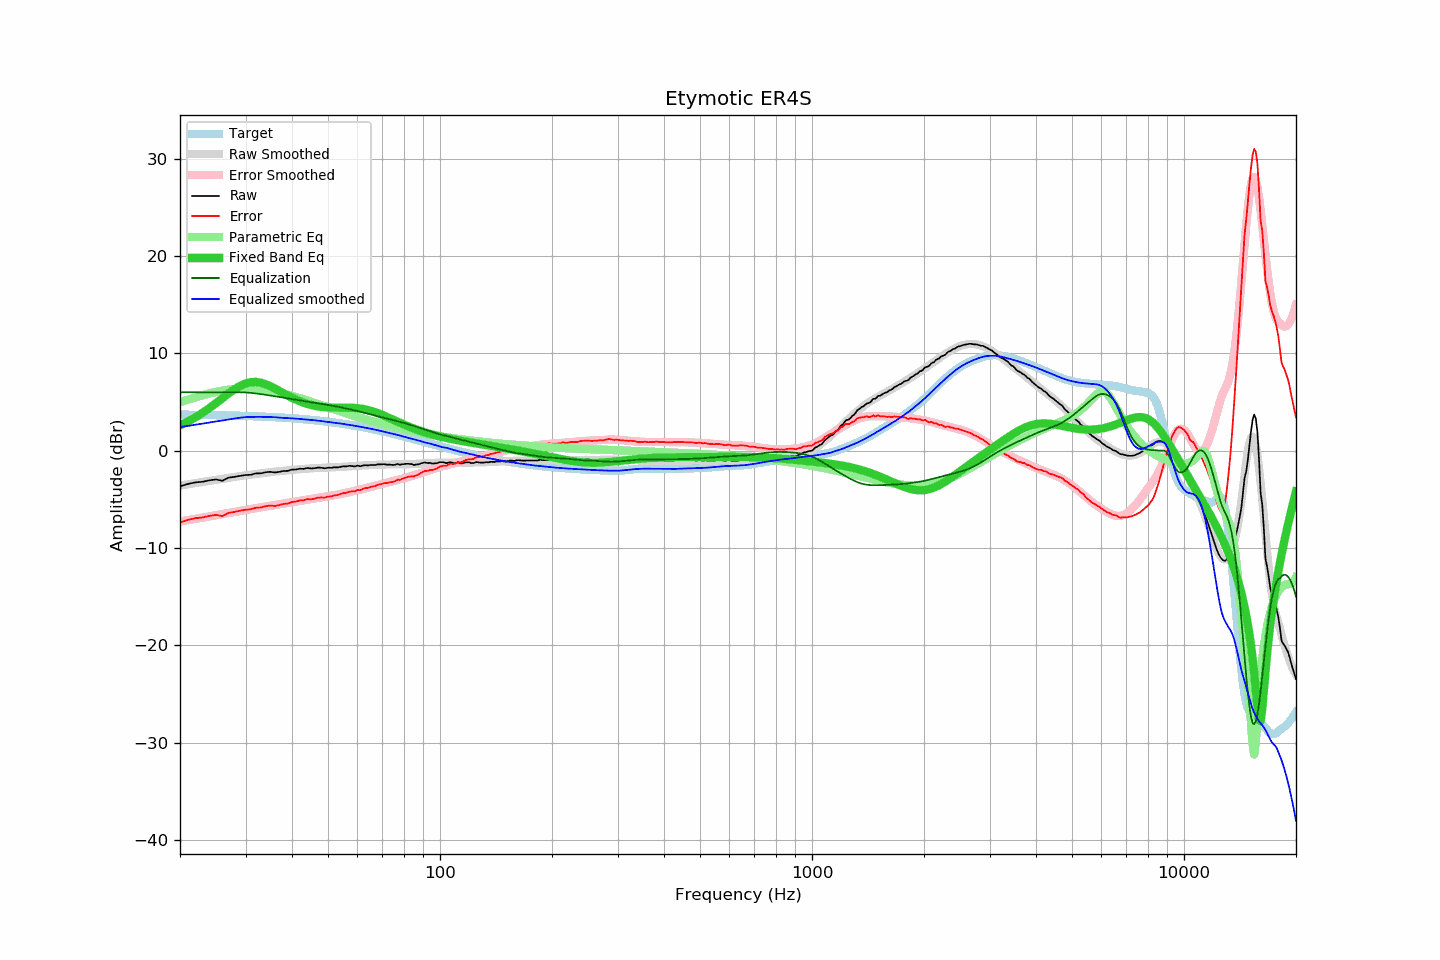 Etymotic ER4S
Target
Raw Smoothed
Error Smoothed
Raw
Error
Parametric Eq
Fixed Band Eq
Equalization
Equalized smoothed
30
20
10
0
−10
−20
−30
−40
Amplitude (dBr)
100
1000
10000
Frequency (Hz)